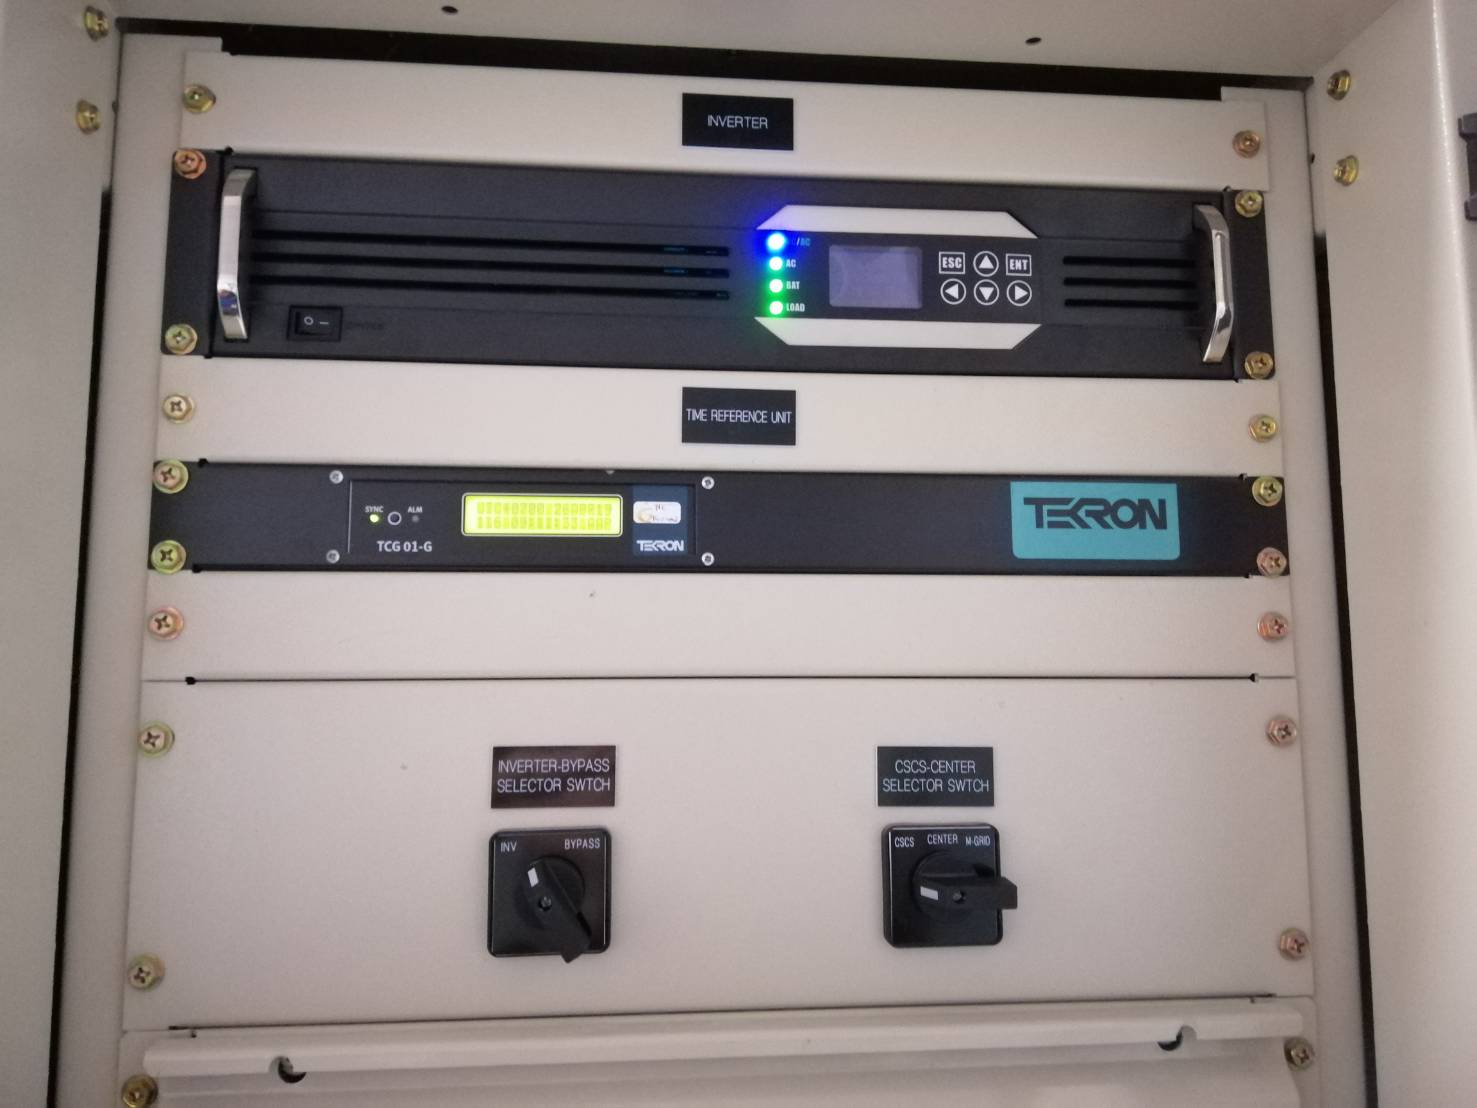 INVERTER
AC
BAT
LOAD
ESC
ENT
TIME REFERENCE UNIT
SYNC
ALM
TCG 01-G
TEKRON
TEKRON
INVERTER-BYPASS
SELECTOR SWTCH
INV
BYPASS
CSCS-CENTER
SELECTOR SWTCH
CSCS
CENTER
M-GRID